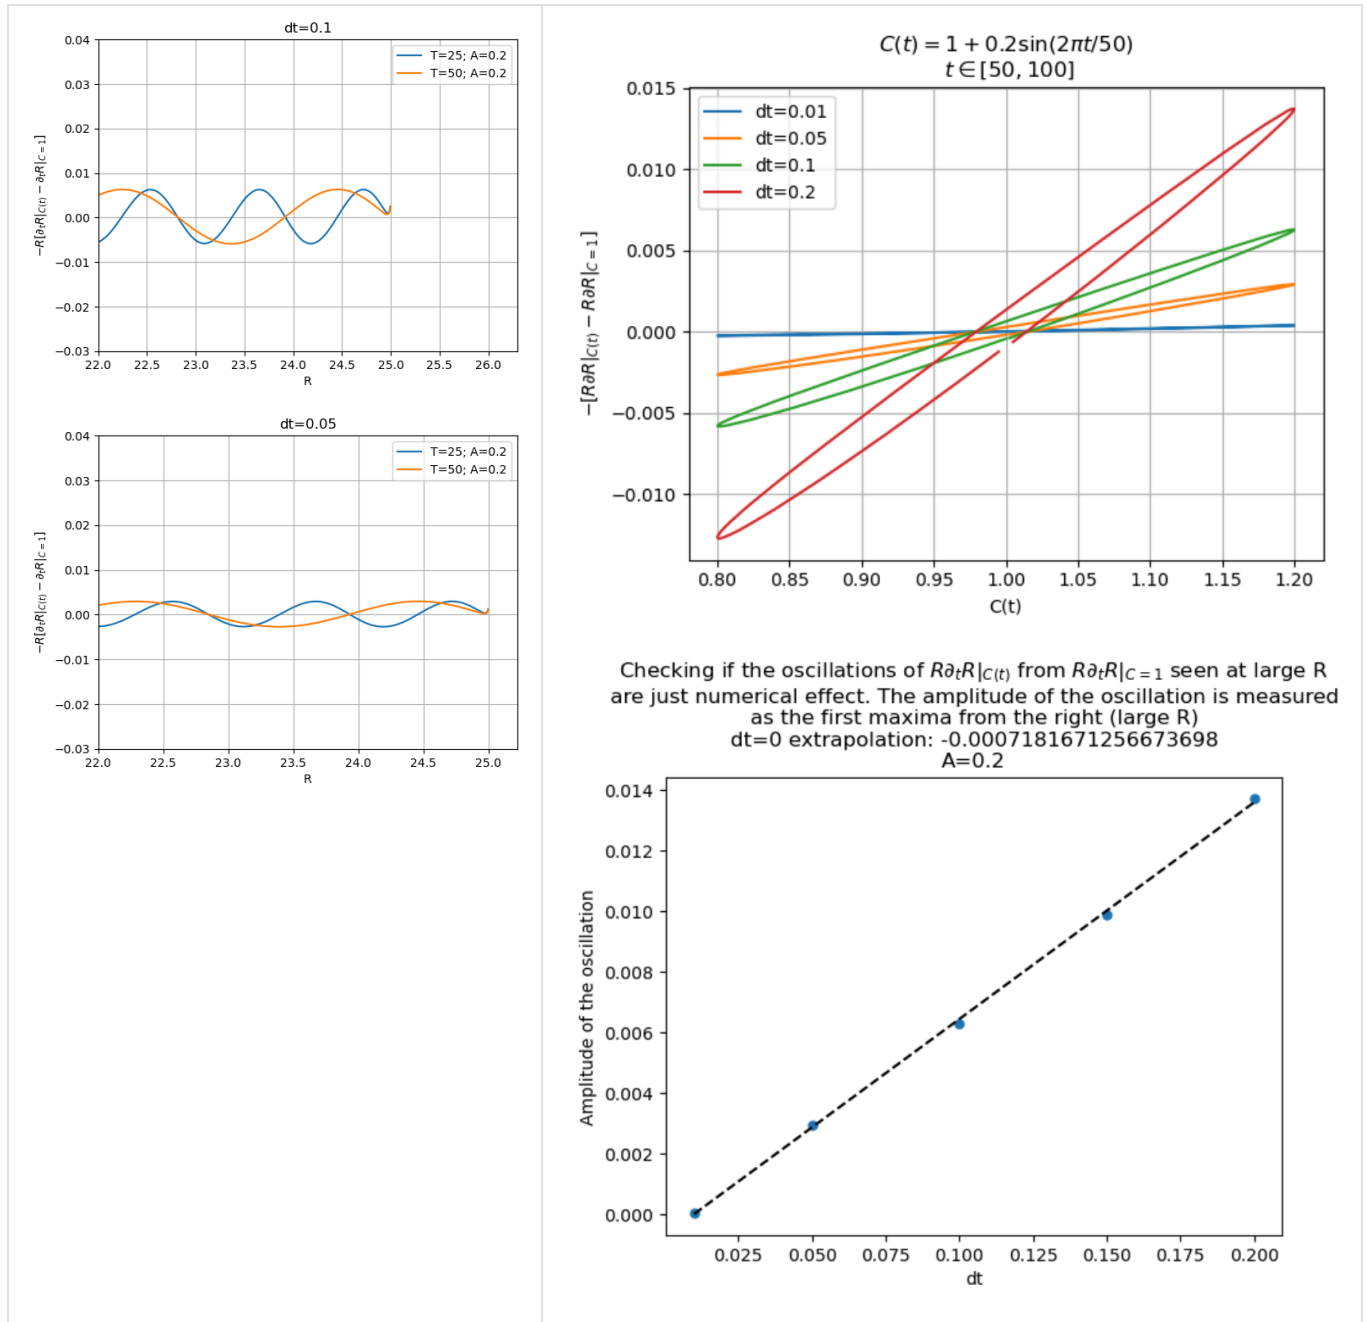 dt=0.1
0.04
0.03
0.02
0.01
0.00
−0.01
−0.02
−0.03
−R[∂ₜR|C(t) − ∂ₜR|C=1]
T=25; A=0.2
T=50; A=0.2
22.0 22.5 23.0 23.5 24.0 24.5 25.0 25.5 26.0
R
dt=0.05
0.04
0.03
0.02
0.01
0.00
−0.01
−0.02
−0.03
−R[∂ₜR|C(t) − ∂ₜR|C=1]
T=25; A=0.2
T=50; A=0.2
22.0 22.5 23.0 23.5 24.0 24.5 25.0
R
C(t) = 1 + 0.2sin(2πt/50)
t ∈ [50, 100]
0.015
0.010
0.005
0.000
−0.005
−0.010
−[R∂R|C(t) − R∂R|C=1]
dt=0.01
dt=0.05
dt=0.1
dt=0.2
0.80 0.85 0.90 0.95 1.00 1.05 1.10 1.15 1.20
C(t)
Checking if the oscillations of R∂ₜR|C(t) from R∂ₜR|C=1 seen at large R
are just numerical effect. The amplitude of the oscillation is measured
as the first maxima from the right (large R)
dt=0 extrapolation: -0.0007181671256673698
A=0.2
0.014
0.012
0.010
0.008
0.006
0.004
0.002
0.000
Amplitude of the oscillation
0.025 0.050 0.075 0.100 0.125 0.150 0.175 0.200
dt